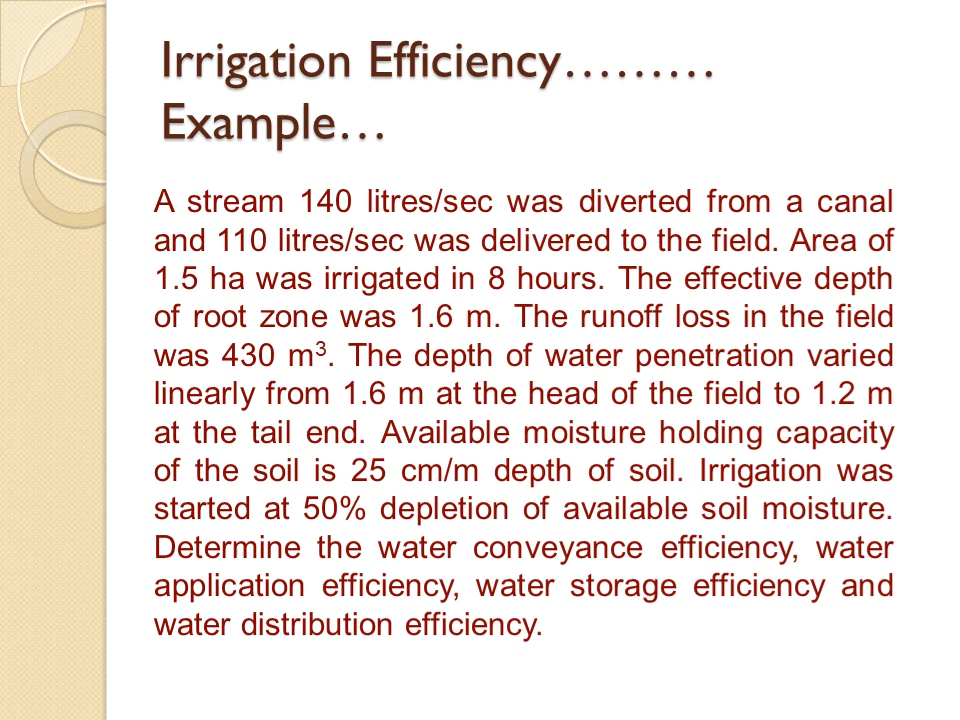 Irrigation Efficiency………
Example…
A stream 140 litres/sec was diverted from a canal
and 110 litres/sec was delivered to the field. Area of
1.5 ha was irrigated in 8 hours. The effective depth
of root zone was 1.6 m. The runoff loss in the field
was 430 m³. The depth of water penetration varied
linearly from 1.6 m at the head of the field to 1.2 m
at the tail end. Available moisture holding capacity
of the soil is 25 cm/m depth of soil. Irrigation was
started at 50% depletion of available soil moisture.
Determine the water conveyance efficiency, water
application efficiency, water storage efficiency and
water distribution efficiency.